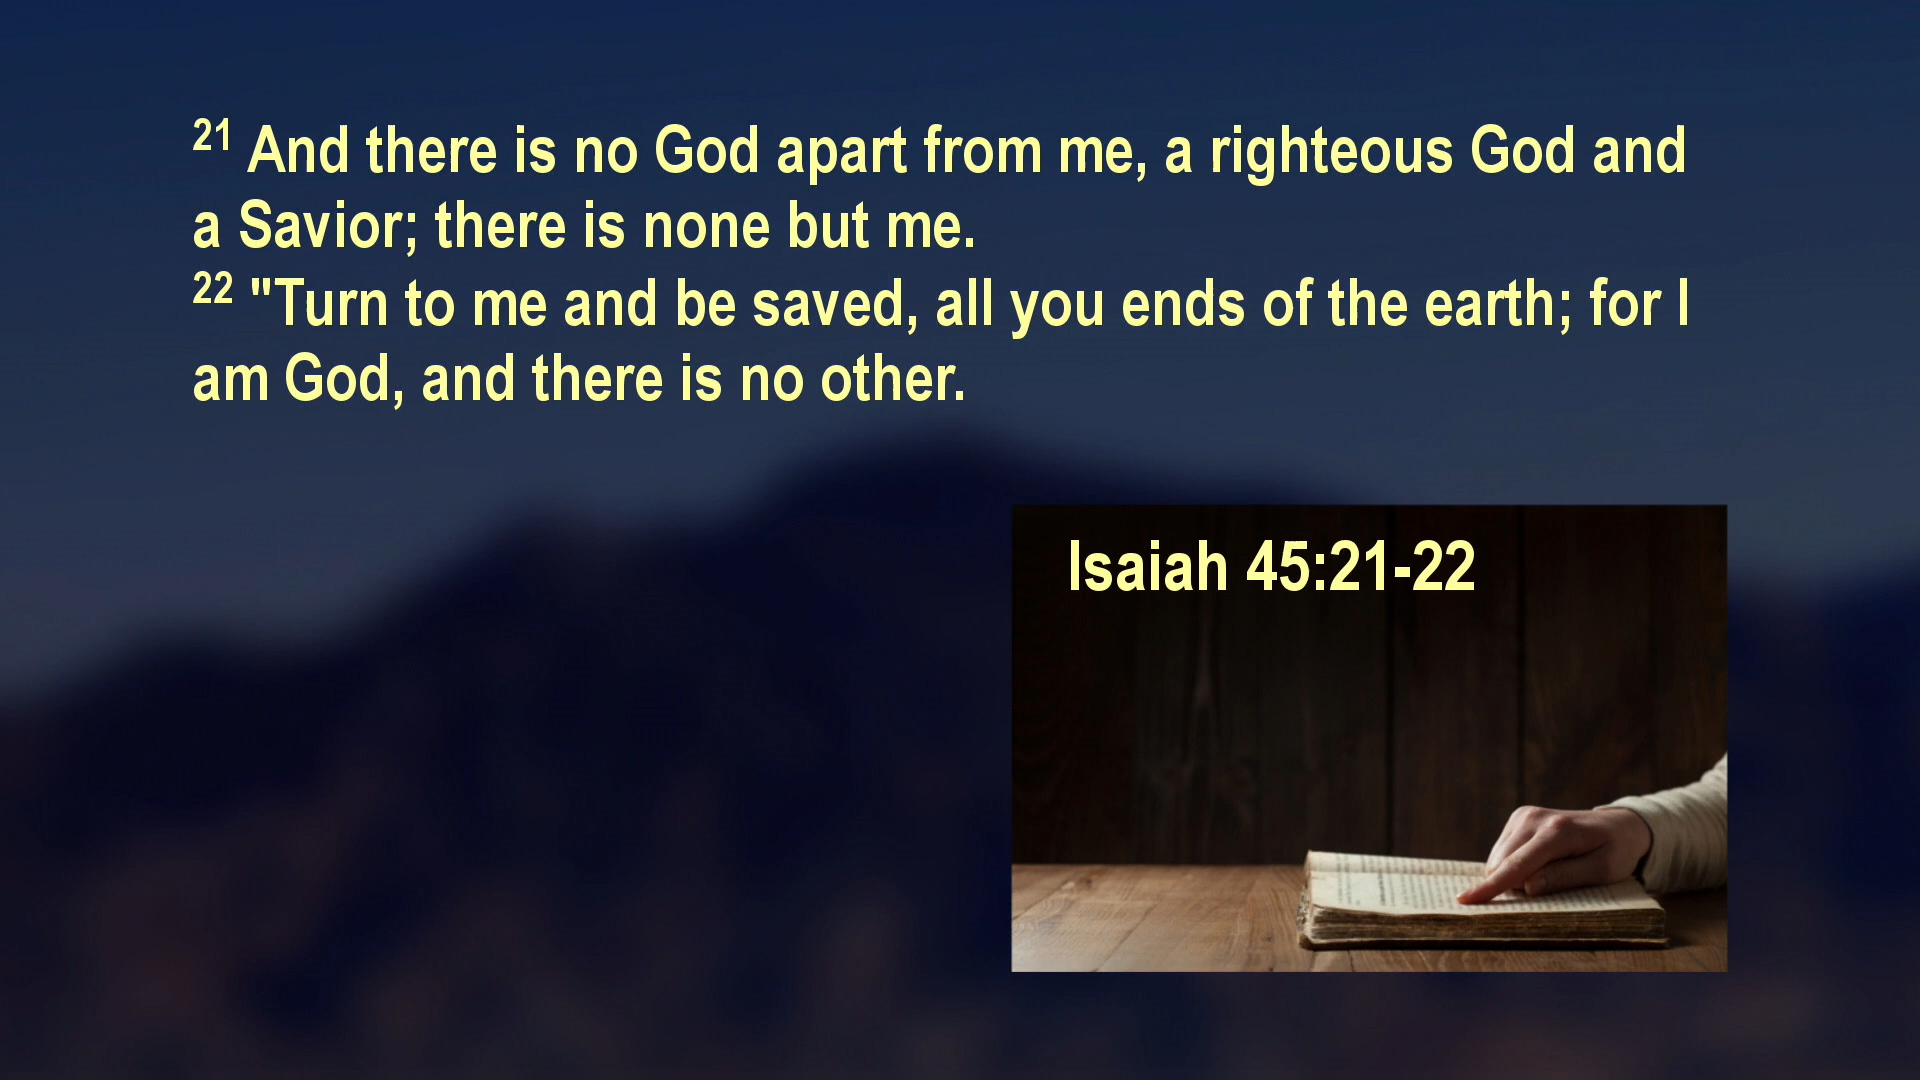 21 And there is no God apart from me, a righteous God and
a Savior; there is none but me.
22 "Turn to me and be saved, all you ends of the earth; for I
am God, and there is no other.
Isaiah 45:21-22